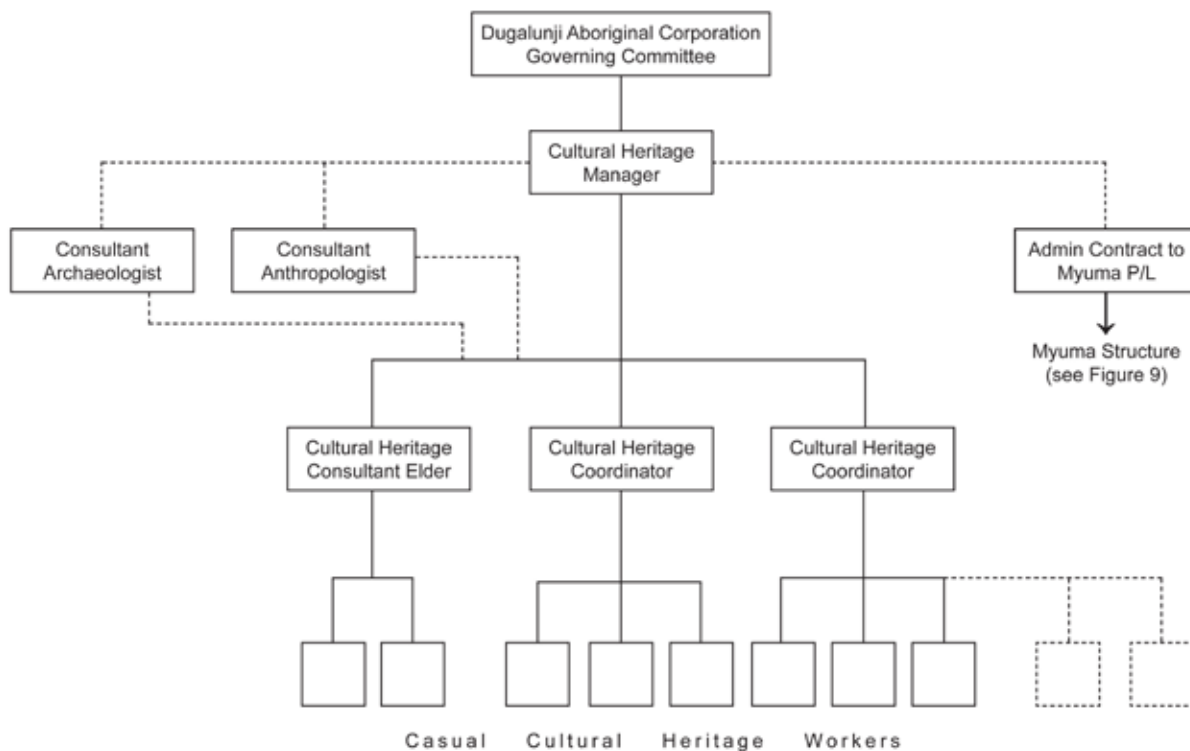 Dugalunji Aboriginal Corporation
Governing Committee
Cultural Heritage
Manager
Consultant
Archaeologist
Consultant
Anthropologist
Admin Contract to
Myuma P/L
Myuma Structure
(see Figure 9)
Cultural Heritage
Consultant Elder
Cultural Heritage
Coordinator
Cultural Heritage
Coordinator
Casual Cultural Heritage Workers